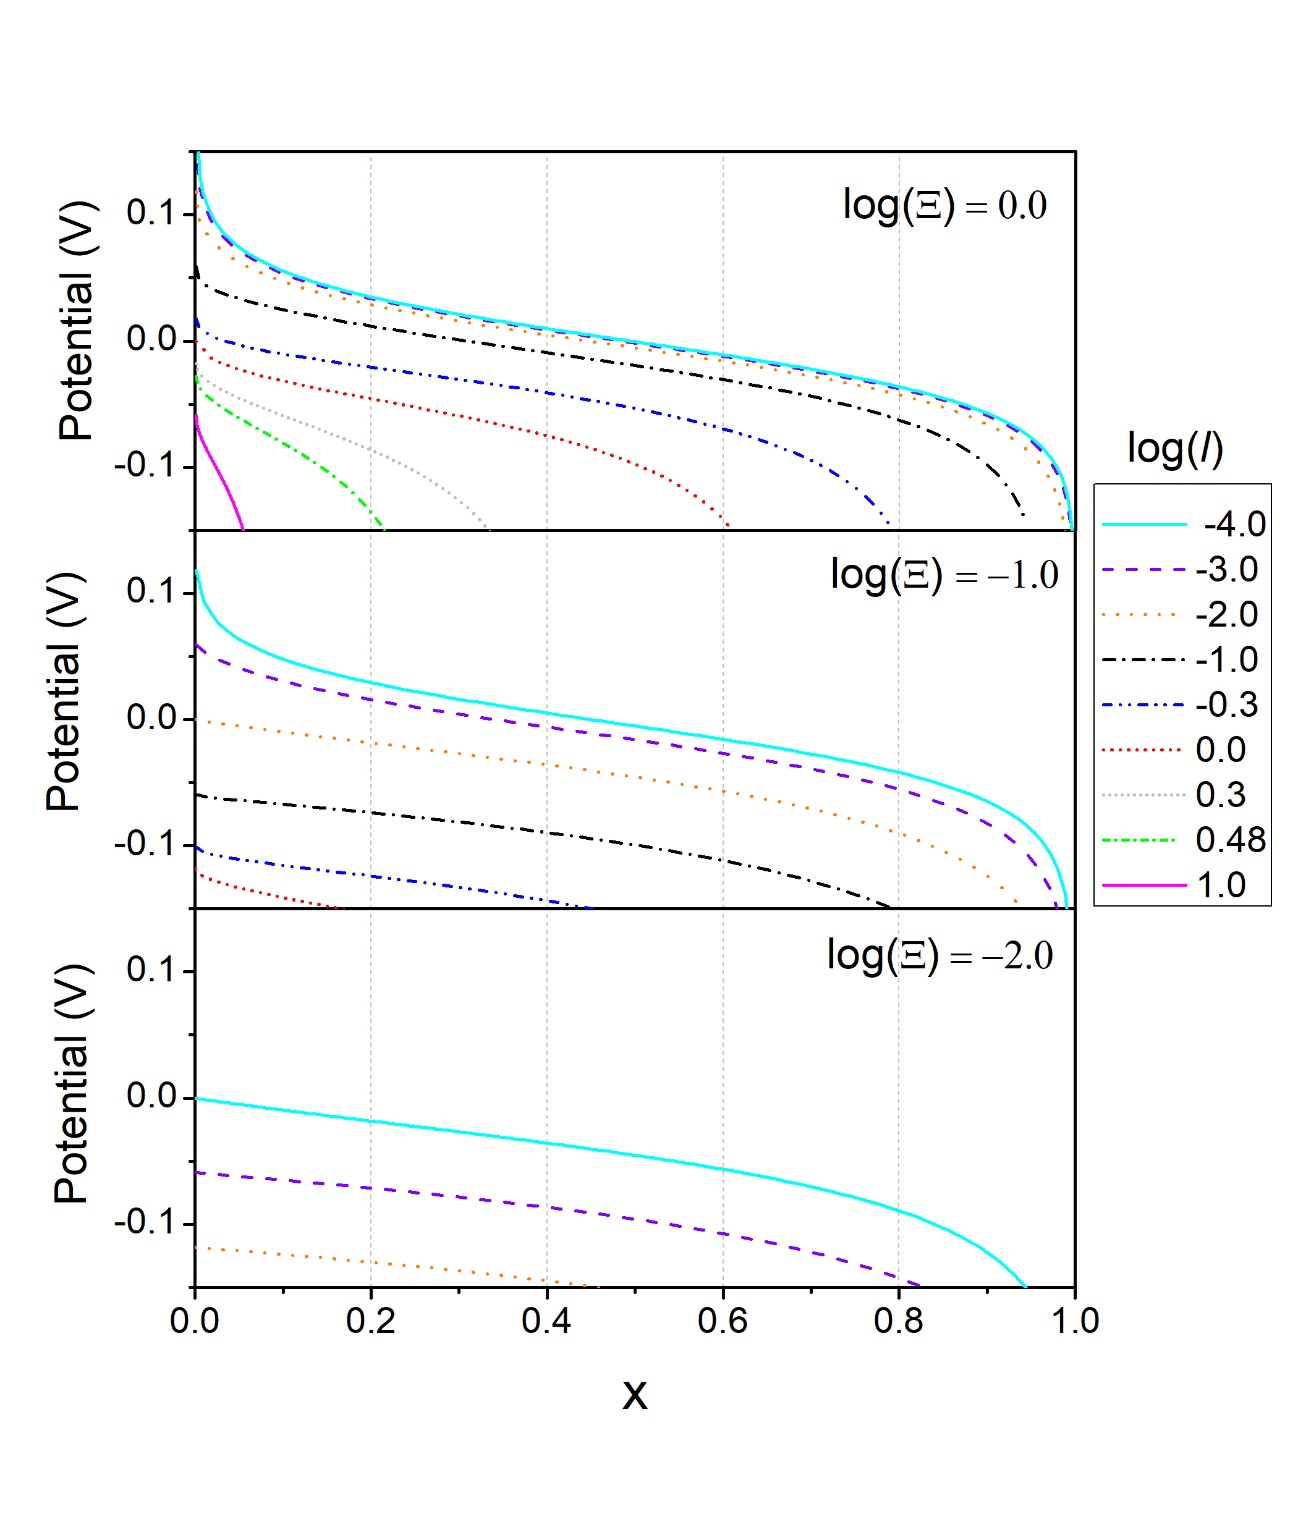 log(Ξ) = 0.0
Potential (V)
0.1
0.0
-0.1
log(Ξ) = −1.0
Potential (V)
0.1
0.0
-0.1
log(Ξ) = −2.0
Potential (V)
0.1
0.0
-0.1
0.0 0.2 0.4 0.6 0.8 1.0
x
log(l)
-4.0
-3.0
-2.0
-1.0
-0.3
0.0
0.3
0.48
1.0